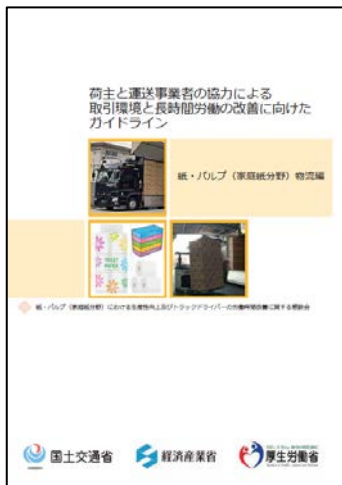 荷主と運送事業者の協力による
取引環境と長時間労働の改善に向けた
ガイドライン
紙・パルプ（家庭紙分野）物流編
紙・パルプ（家庭紙分野）における生産性向上及びトラックドライバーの労働時間改善に関する懇談会
国土交通省
経済産業省
厚生労働省